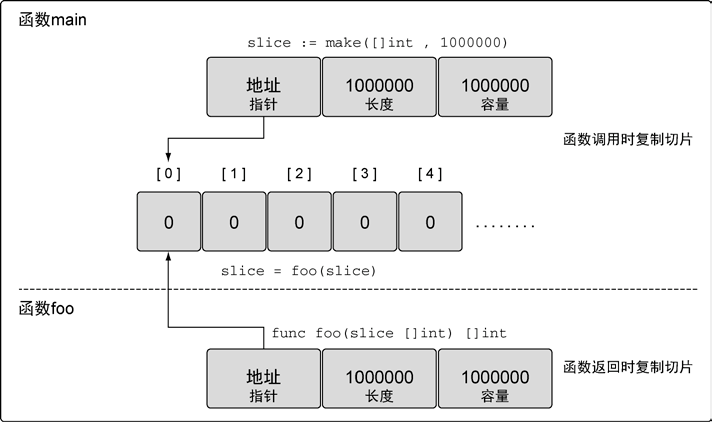 函数main
slice := make([]int , 1000000)
地址 1000000 1000000
指针 长度 容量
函数调用时复制切片
[0] [1] [2] [3] [4]
0 0 0 0 0 ........
slice = foo(slice)
函数foo
func foo(slice []int) []int
地址 1000000 1000000
指针 长度 容量
函数返回时复制切片